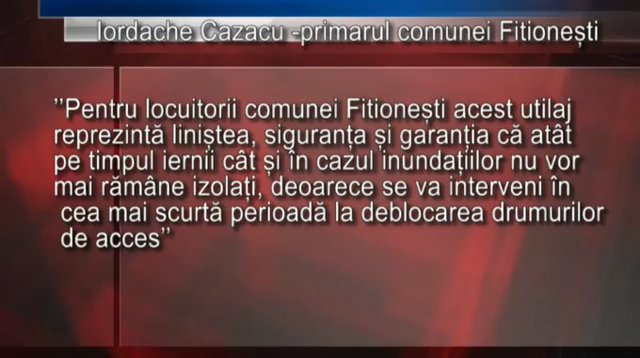 Iordache Cazacu -primarul comunei Fitionești
”Pentru locuitorii comunei Fitionești acest utilaj
reprezintă liniștea, siguranța și garanția că atât
pe timpul iernii cât și în cazul inundațiilor nu vor
mai rămâne izolați, deoarece se va interveni în
cea mai scurtă perioadă la deblocarea drumurilor
de acces”